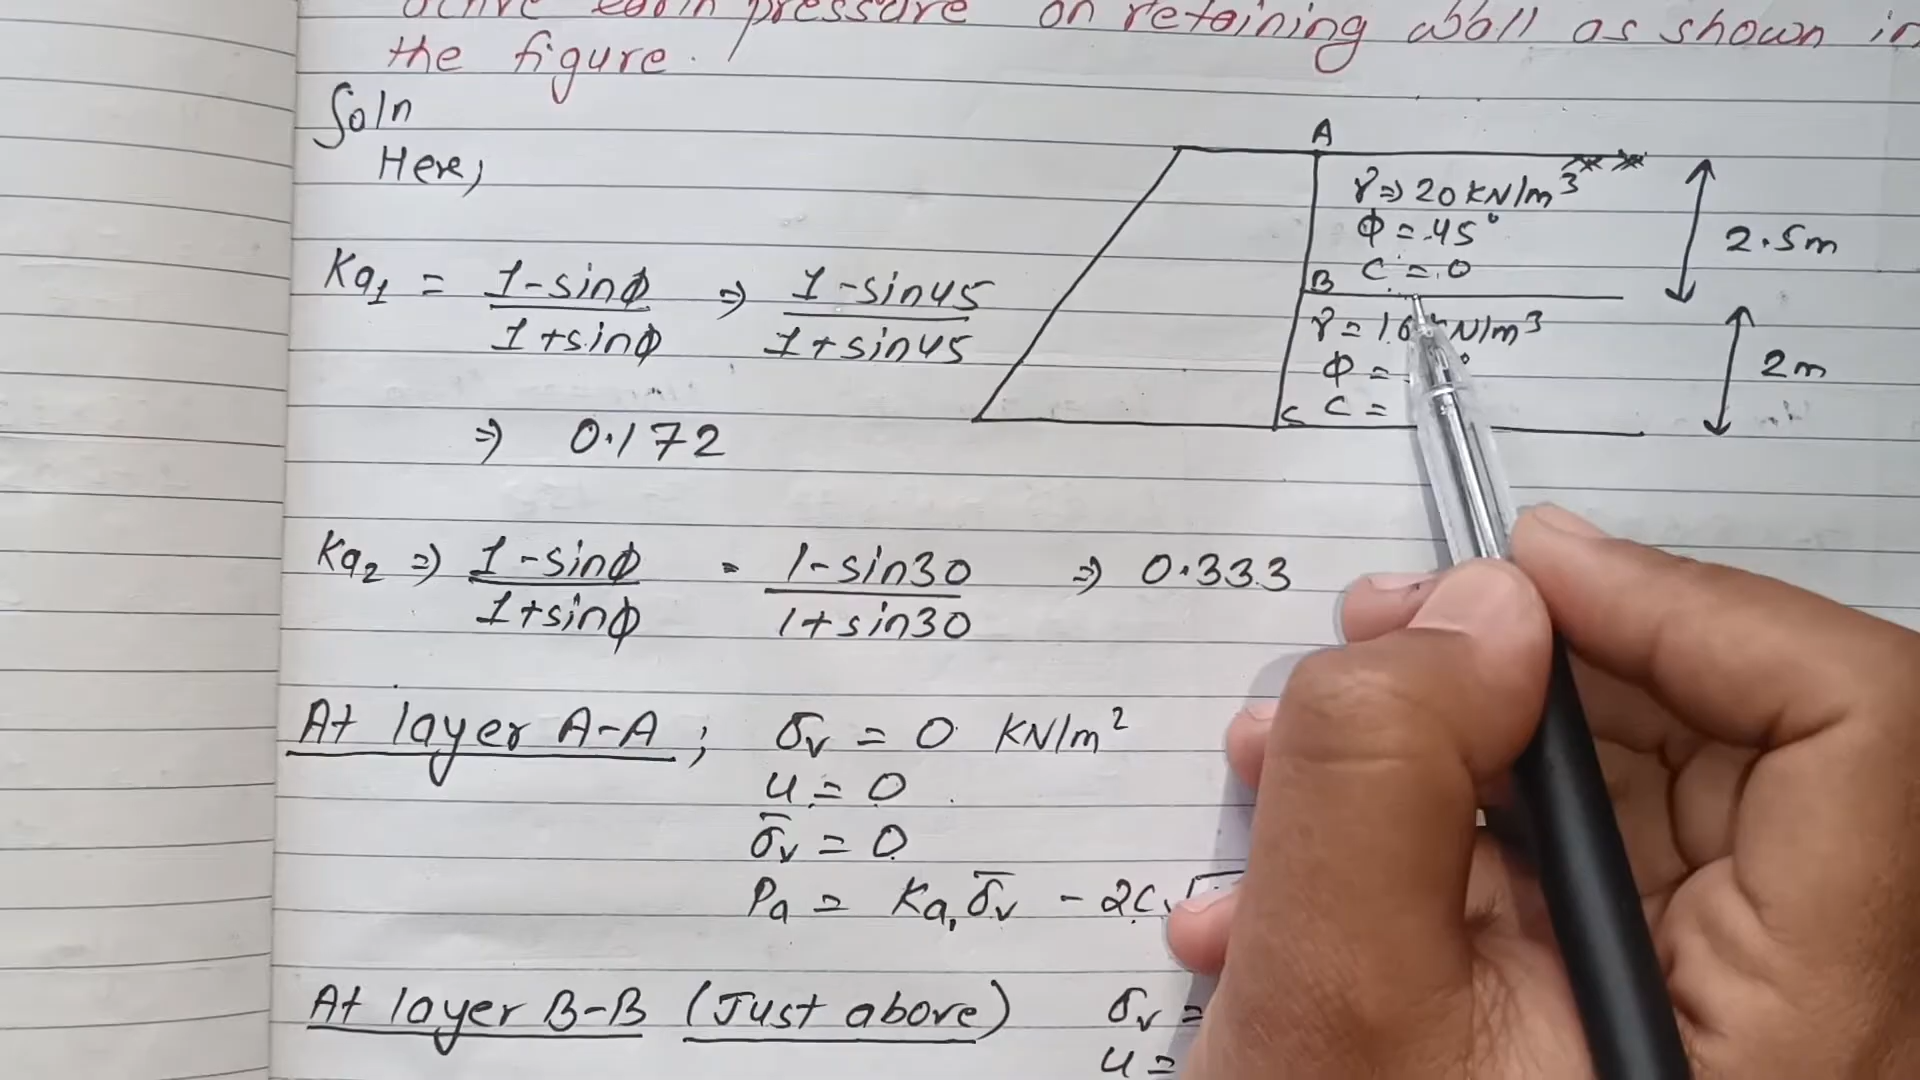 active earth pressure on retaining wall as shown in
the figure.
Soln
Here,
A
γ => 20 KN/m³
Φ = 45°
C = 0
2.5m
B
γ = 16 KN/m³
Φ =
C =
C
2m
Ka₁ = 1-sinφ / 1+sinφ => 1-sin45 / 1+sin45
=> 0.172
Ka₂ => 1-sinφ / 1+sinφ = 1-sin30 / 1+sin30 => 0.333
At layer A-A ; σv = 0 KN/m²
u = 0
σ̄v = 0
Pa = Ka₁ σ̄v - 2C√
At layer B-B (Just above) σv =
u =